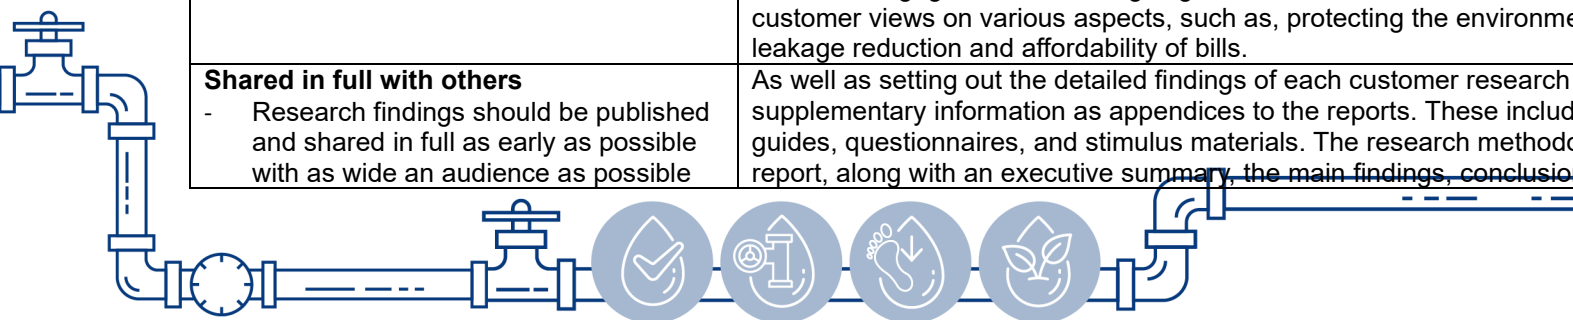 customer views on various aspects, such as, protecting the environme
leakage reduction and affordability of bills.
Shared in full with others
- Research findings should be published
and shared in full as early as possible
with as wide an audience as possible
As well as setting out the detailed findings of each customer research
supplementary information as appendices to the reports. These includ
guides, questionnaires, and stimulus materials. The research methodo
report, along with an executive summary, the main findings, conclusio